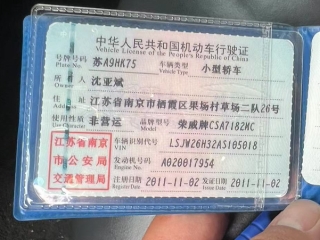 中华人民共和国机动车行驶证
Vehicle License of the People's Republic of China
号牌号码 苏A9HK75 车辆类型 小型轿车
Plate No. Vehicle Type
所有人 沈亚斌
Owner
住址 江苏省南京市栖霞区果场村草场二队26号
Address
使用性质 非营运 品牌型号 荣威牌CSA7182MC
Use Character Model
江苏省南京市公安局交通管理局
车辆识别代号 LSJW26H32AS105018
VIN
发动机号码 A020017954
Engine No.
注册日期 2011-11-02 发证日期 2011-11-02
Register Date Issue Date